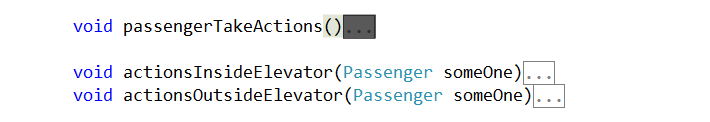 void passengerTakeActions()...
void actionsInsideElevator(Passenger someOne)...
void actionsOutsideElevator(Passenger someOne)...